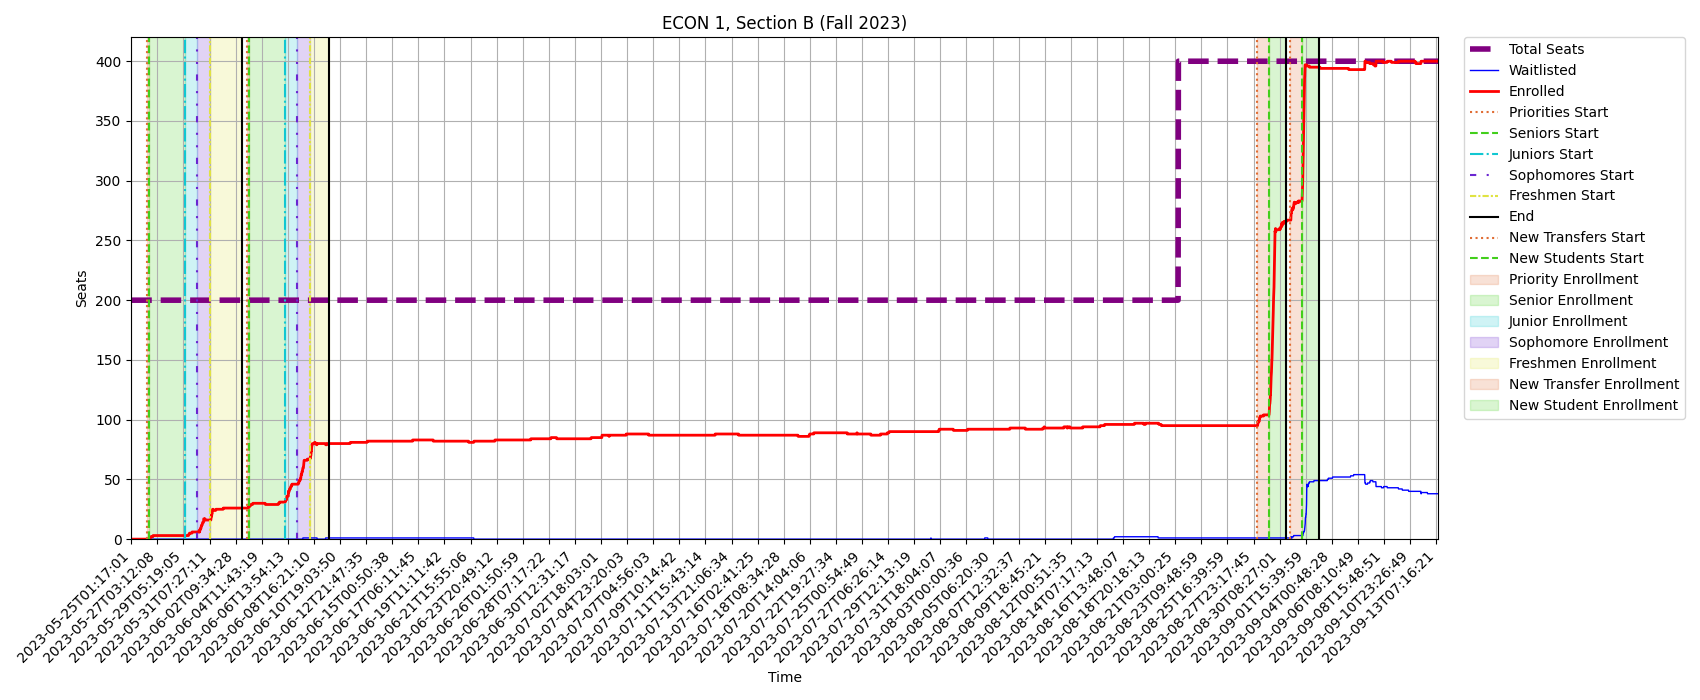 ECON 1, Section B (Fall 2023)
Seats
400
350
300
250
200
150
100
50
0
2023-05-25T01:17:01
2023-05-27T03:12:08
2023-05-29T05:19:05
2023-05-31T07:27:11
2023-06-02T09:34:28
2023-06-04T11:43:19
2023-06-06T13:54:13
2023-06-08T16:21:10
2023-06-10T19:03:50
2023-06-12T21:47:35
2023-06-15T00:50:38
2023-06-17T06:11:45
2023-06-19T11:11:42
2023-06-21T15:55:06
2023-06-23T20:49:12
2023-06-26T01:50:59
2023-06-28T07:17:22
2023-06-30T12:31:17
2023-07-02T18:03:01
2023-07-04T23:20:03
2023-07-07T04:56:03
2023-07-09T10:14:42
2023-07-11T15:43:14
2023-07-13T21:06:34
2023-07-16T02:41:25
2023-07-18T08:34:28
2023-07-20T14:04:06
2023-07-22T19:27:34
2023-07-25T00:54:49
2023-07-27T06:26:14
2023-07-29T12:13:19
2023-07-31T18:04:07
2023-08-03T00:00:36
2023-08-05T06:20:30
2023-08-07T12:32:37
2023-08-09T18:45:21
2023-08-12T00:51:35
2023-08-14T07:17:13
2023-08-16T13:48:07
2023-08-18T20:18:13
2023-08-21T03:00:25
2023-08-23T09:48:59
2023-08-25T16:39:59
2023-08-27T23:17:45
2023-08-30T08:27:01
2023-09-01T15:39:59
2023-09-04T00:48:28
2023-09-06T08:10:49
2023-09-08T15:48:51
2023-09-10T23:26:49
2023-09-13T07:16:21
Time
Total Seats
Waitlisted
Enrolled
Priorities Start
Seniors Start
Juniors Start
Sophomores Start
Freshmen Start
End
New Transfers Start
New Students Start
Priority Enrollment
Senior Enrollment
Junior Enrollment
Sophomore Enrollment
Freshmen Enrollment
New Transfer Enrollment
New Student Enrollment